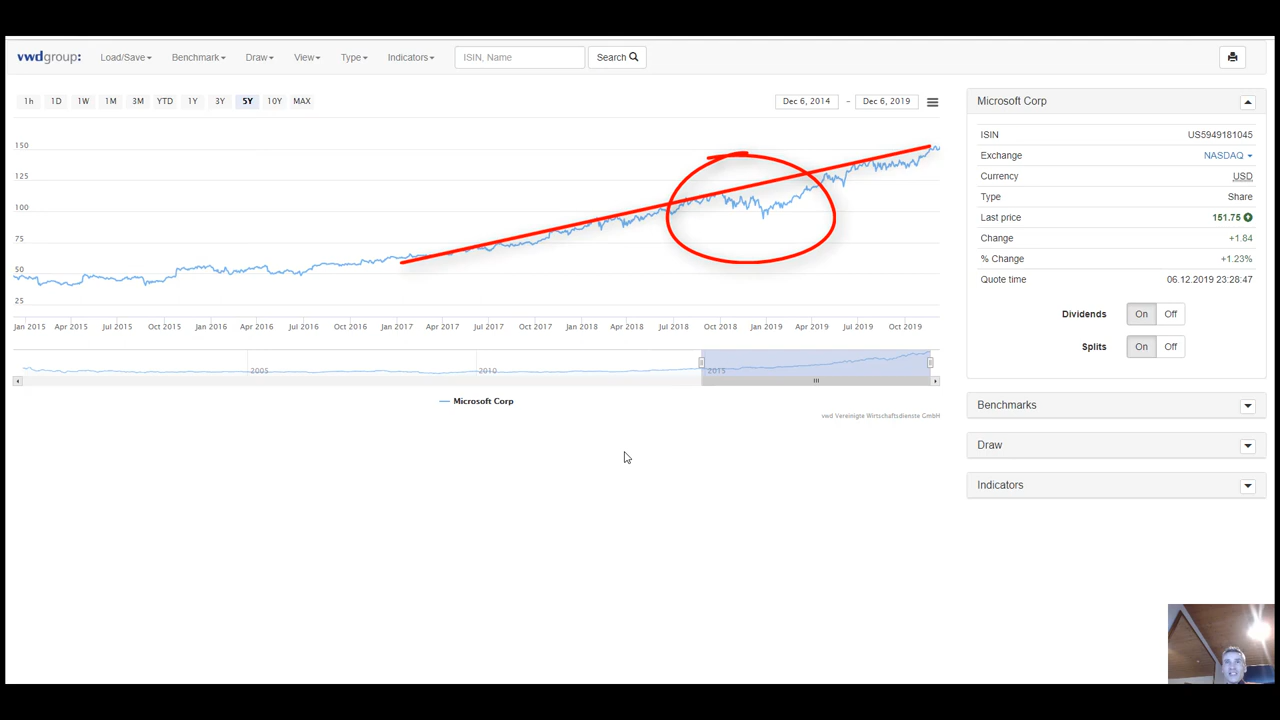 vwdgroup: Load/Save Benchmark Draw View Type Indicators ISIN, Name Search
1h 1D 1W 1M 3M YTD 1Y 3Y 5Y 10Y MAX Dec 6, 2014 – Dec 6, 2019
150
125
100
75
50
25
Jan 2015 Apr 2015 Jul 2015 Oct 2015 Jan 2016 Apr 2016 Jul 2016 Oct 2016 Jan 2017 Apr 2017 Jul 2017 Oct 2017 Jan 2018 Apr 2018 Jul 2018 Oct 2018 Jan 2019 Apr 2019 Jul 2019 Oct 2019
2005 2010 2015
Microsoft Corp
vwd Vereinigte Wirtschaftsdienste GmbH
Microsoft Corp
ISIN US5949181045
Exchange NASDAQ
Currency USD
Type Share
Last price 151.75
Change +1.84
% Change +1.23%
Quote time 06.12.2019 23:28:47
Dividends On Off
Splits On Off
Benchmarks
Draw
Indicators